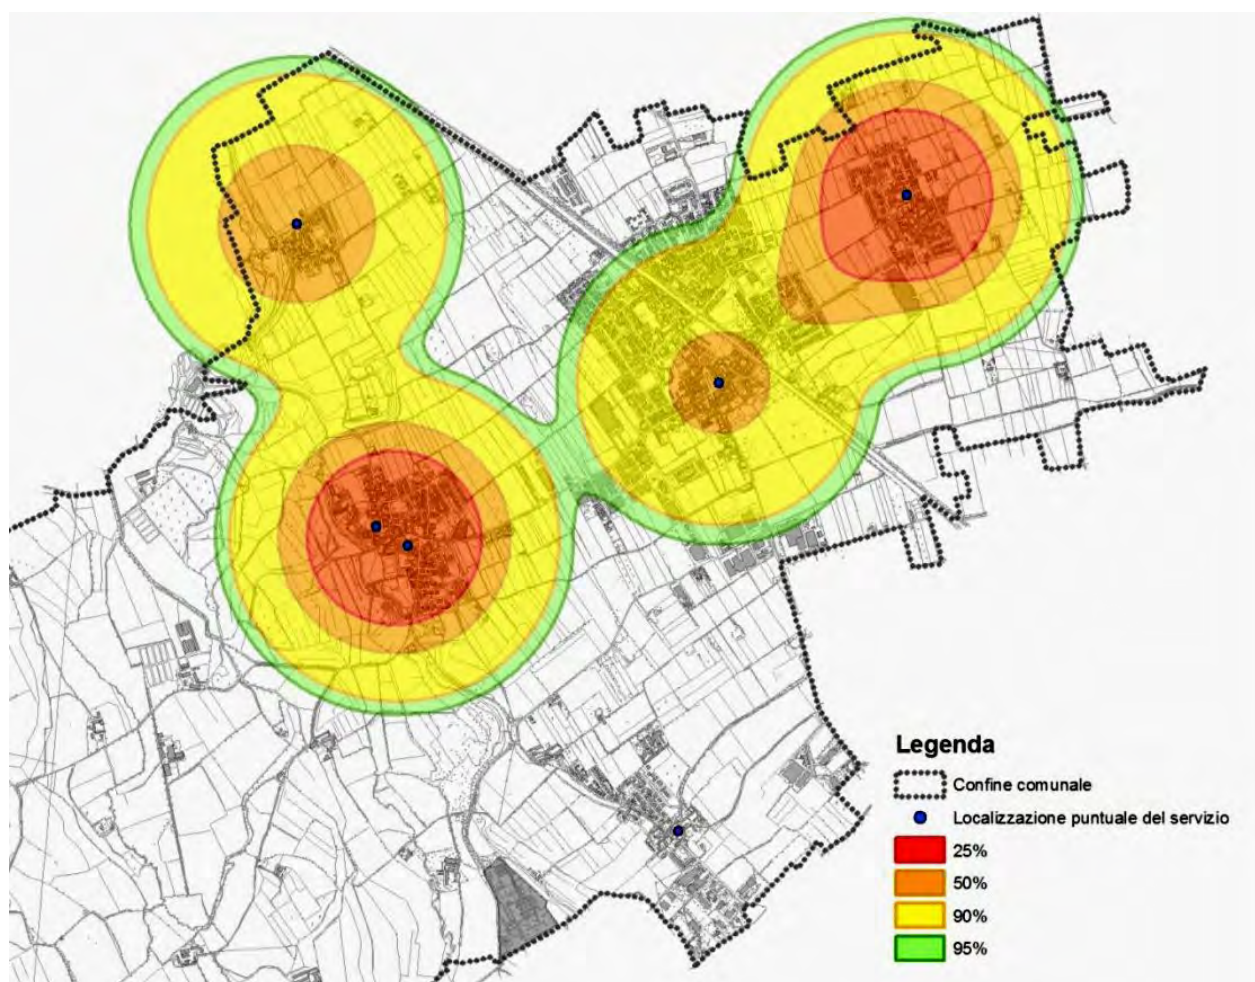 Legenda
Confine comunale
Localizzazione puntuale del servizio
25%
50%
90%
95%